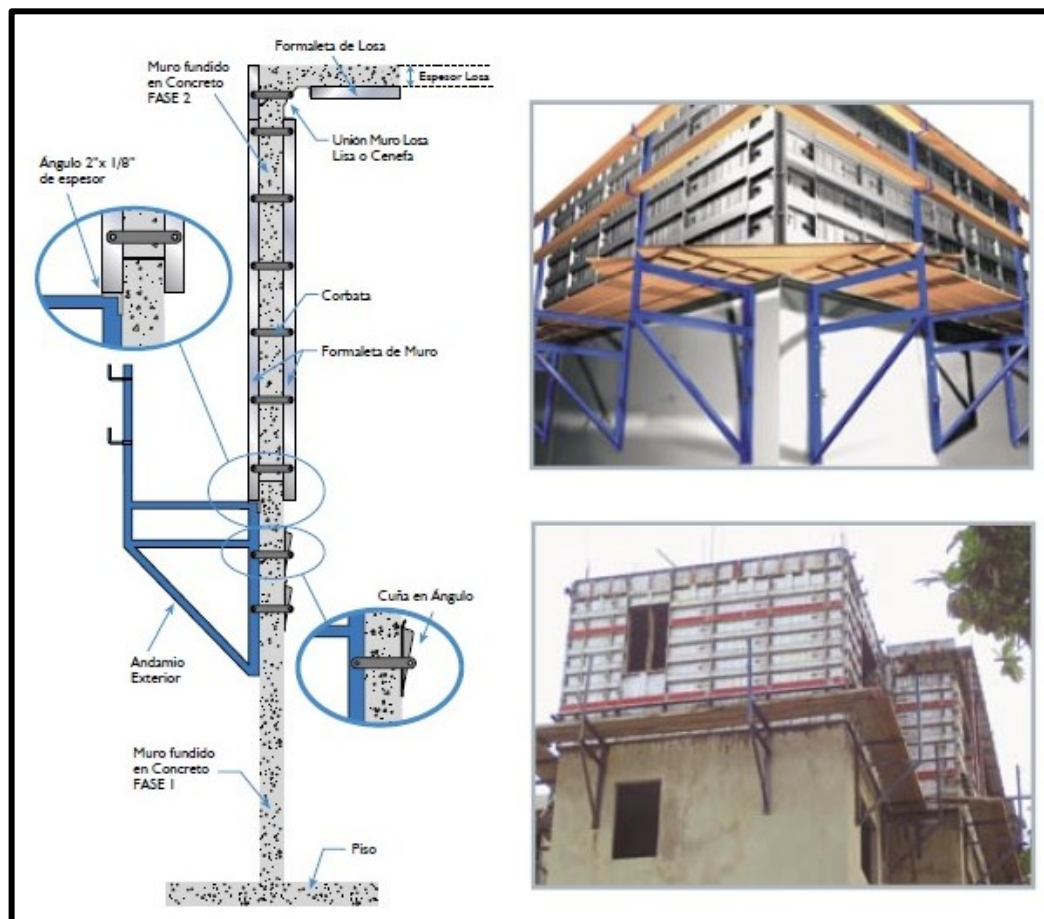 Formaleta de Losa
Muro fundido
en Concreto
FASE 2
Espesor Losa
Unión Muro Losa
Lisa o Cenefa
Ángulo 2"x 1/8"
de espesor
Corbata
Formaleta de Muro
Cuña en Ángulo
Andamio
Exterior
Muro fundido
en Concreto
FASE 1
Piso